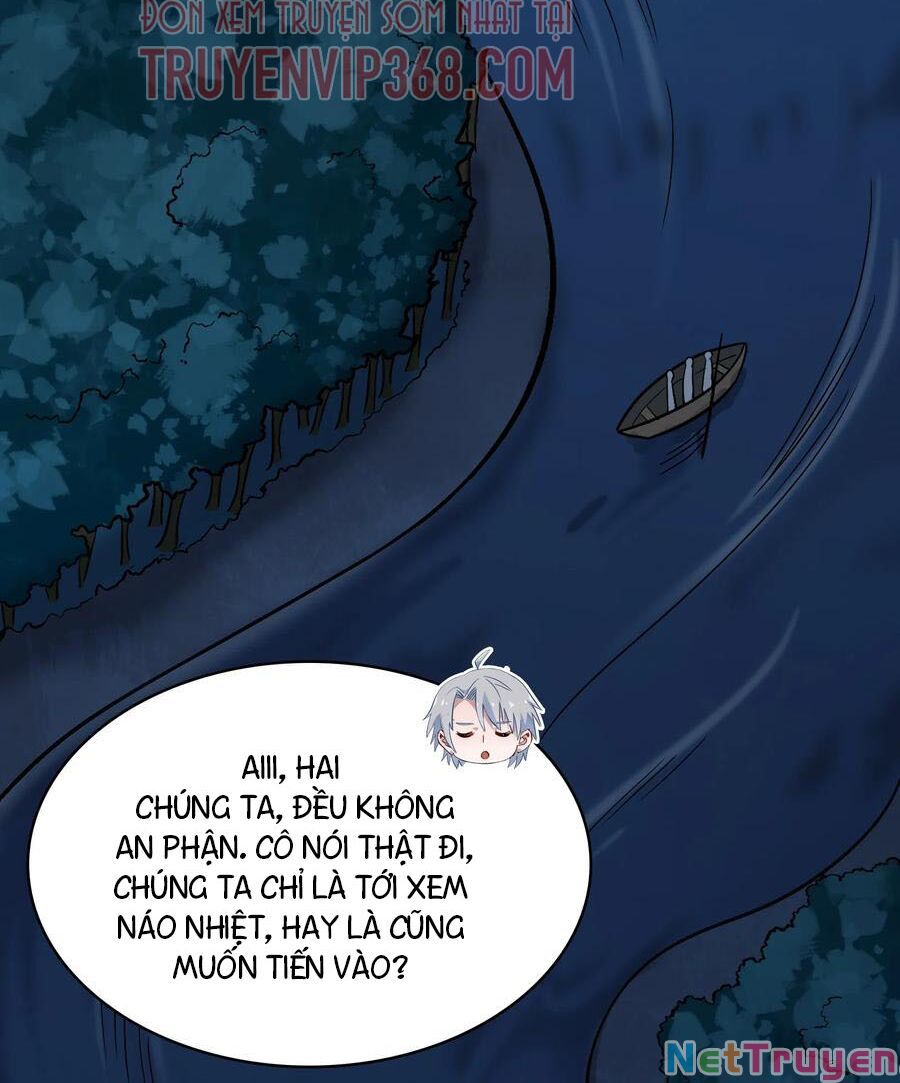 ĐÓN XEM TRUYỆN SỚM NHẤT TẠI
TRUYENVIP368.COM
AIII, HAI
CHÚNG TA, ĐỀU KHÔNG
AN PHẬN. CÔ NÓI THẬT ĐI,
CHÚNG TA CHỈ LÀ TỚI XEM
NÁO NHIỆT, HAY LÀ CŨNG
MUỐN TIẾN VÀO?
NetTruyen